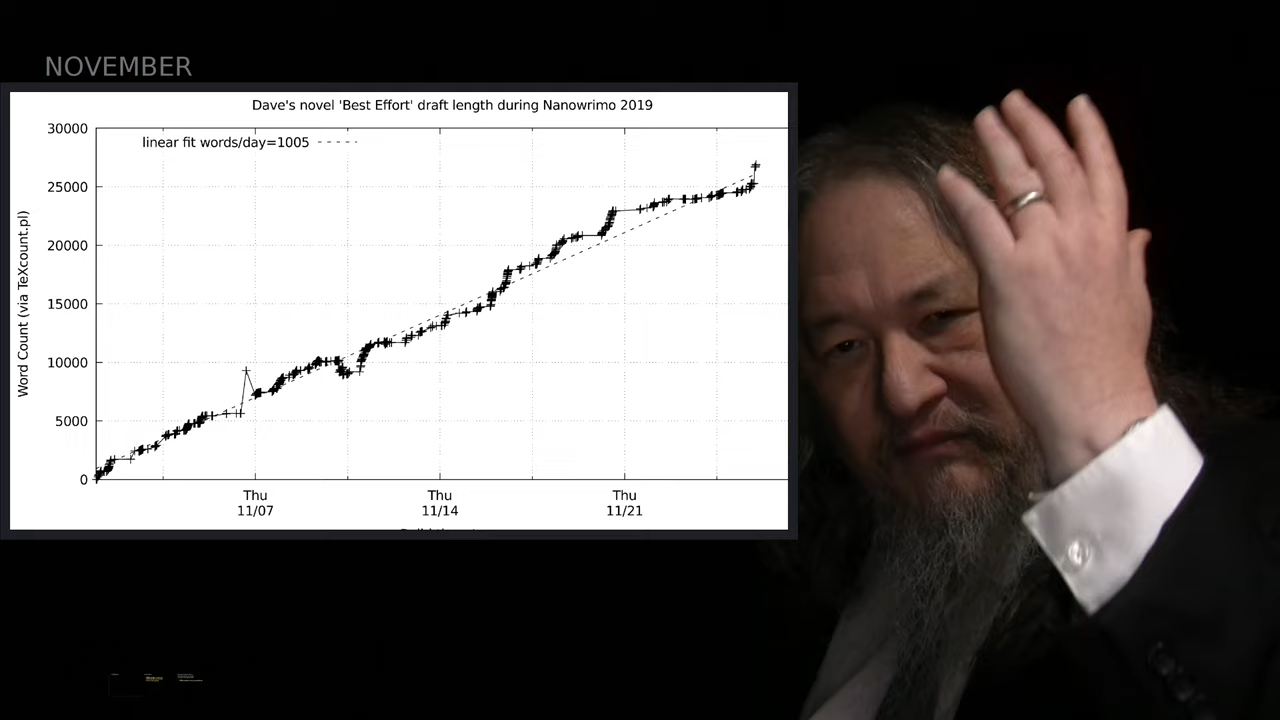 NOVEMBER
Dave's novel 'Best Effort' draft length during Nanowrimo 2019
30000
linear fit words/day=1005
25000
20000
15000
10000
5000
0
Word Count (via TeXcount.pl)
Thu
11/07
Thu
11/14
Thu
11/21